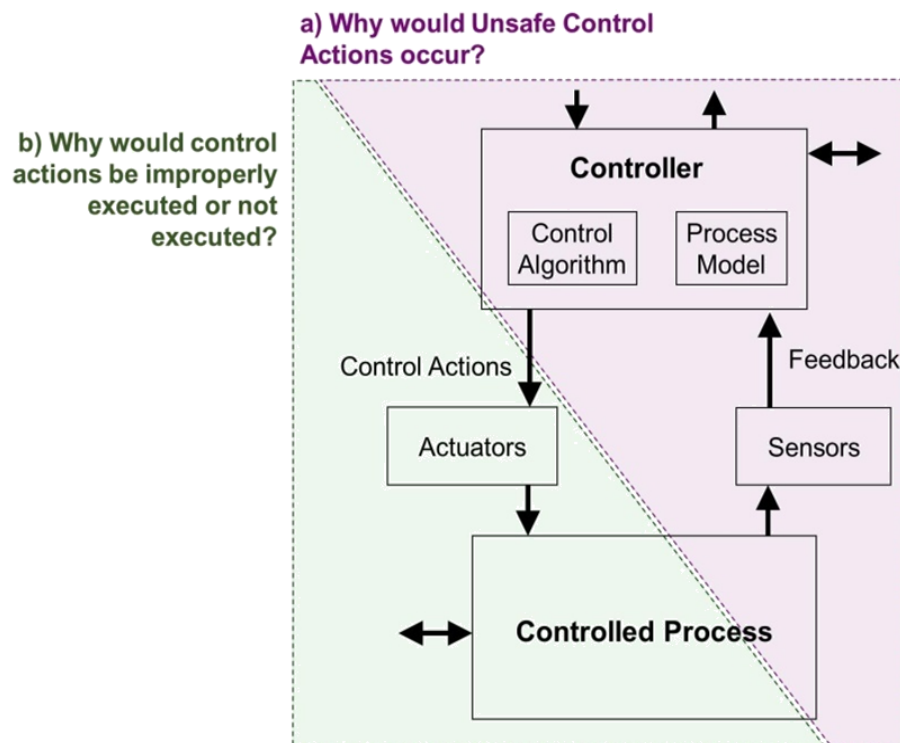 a) Why would Unsafe Control
Actions occur?
b) Why would control
actions be improperly
executed or not
executed?
Controller
Control
Algorithm
Process
Model
Control Actions
Feedback
Actuators
Sensors
Controlled Process